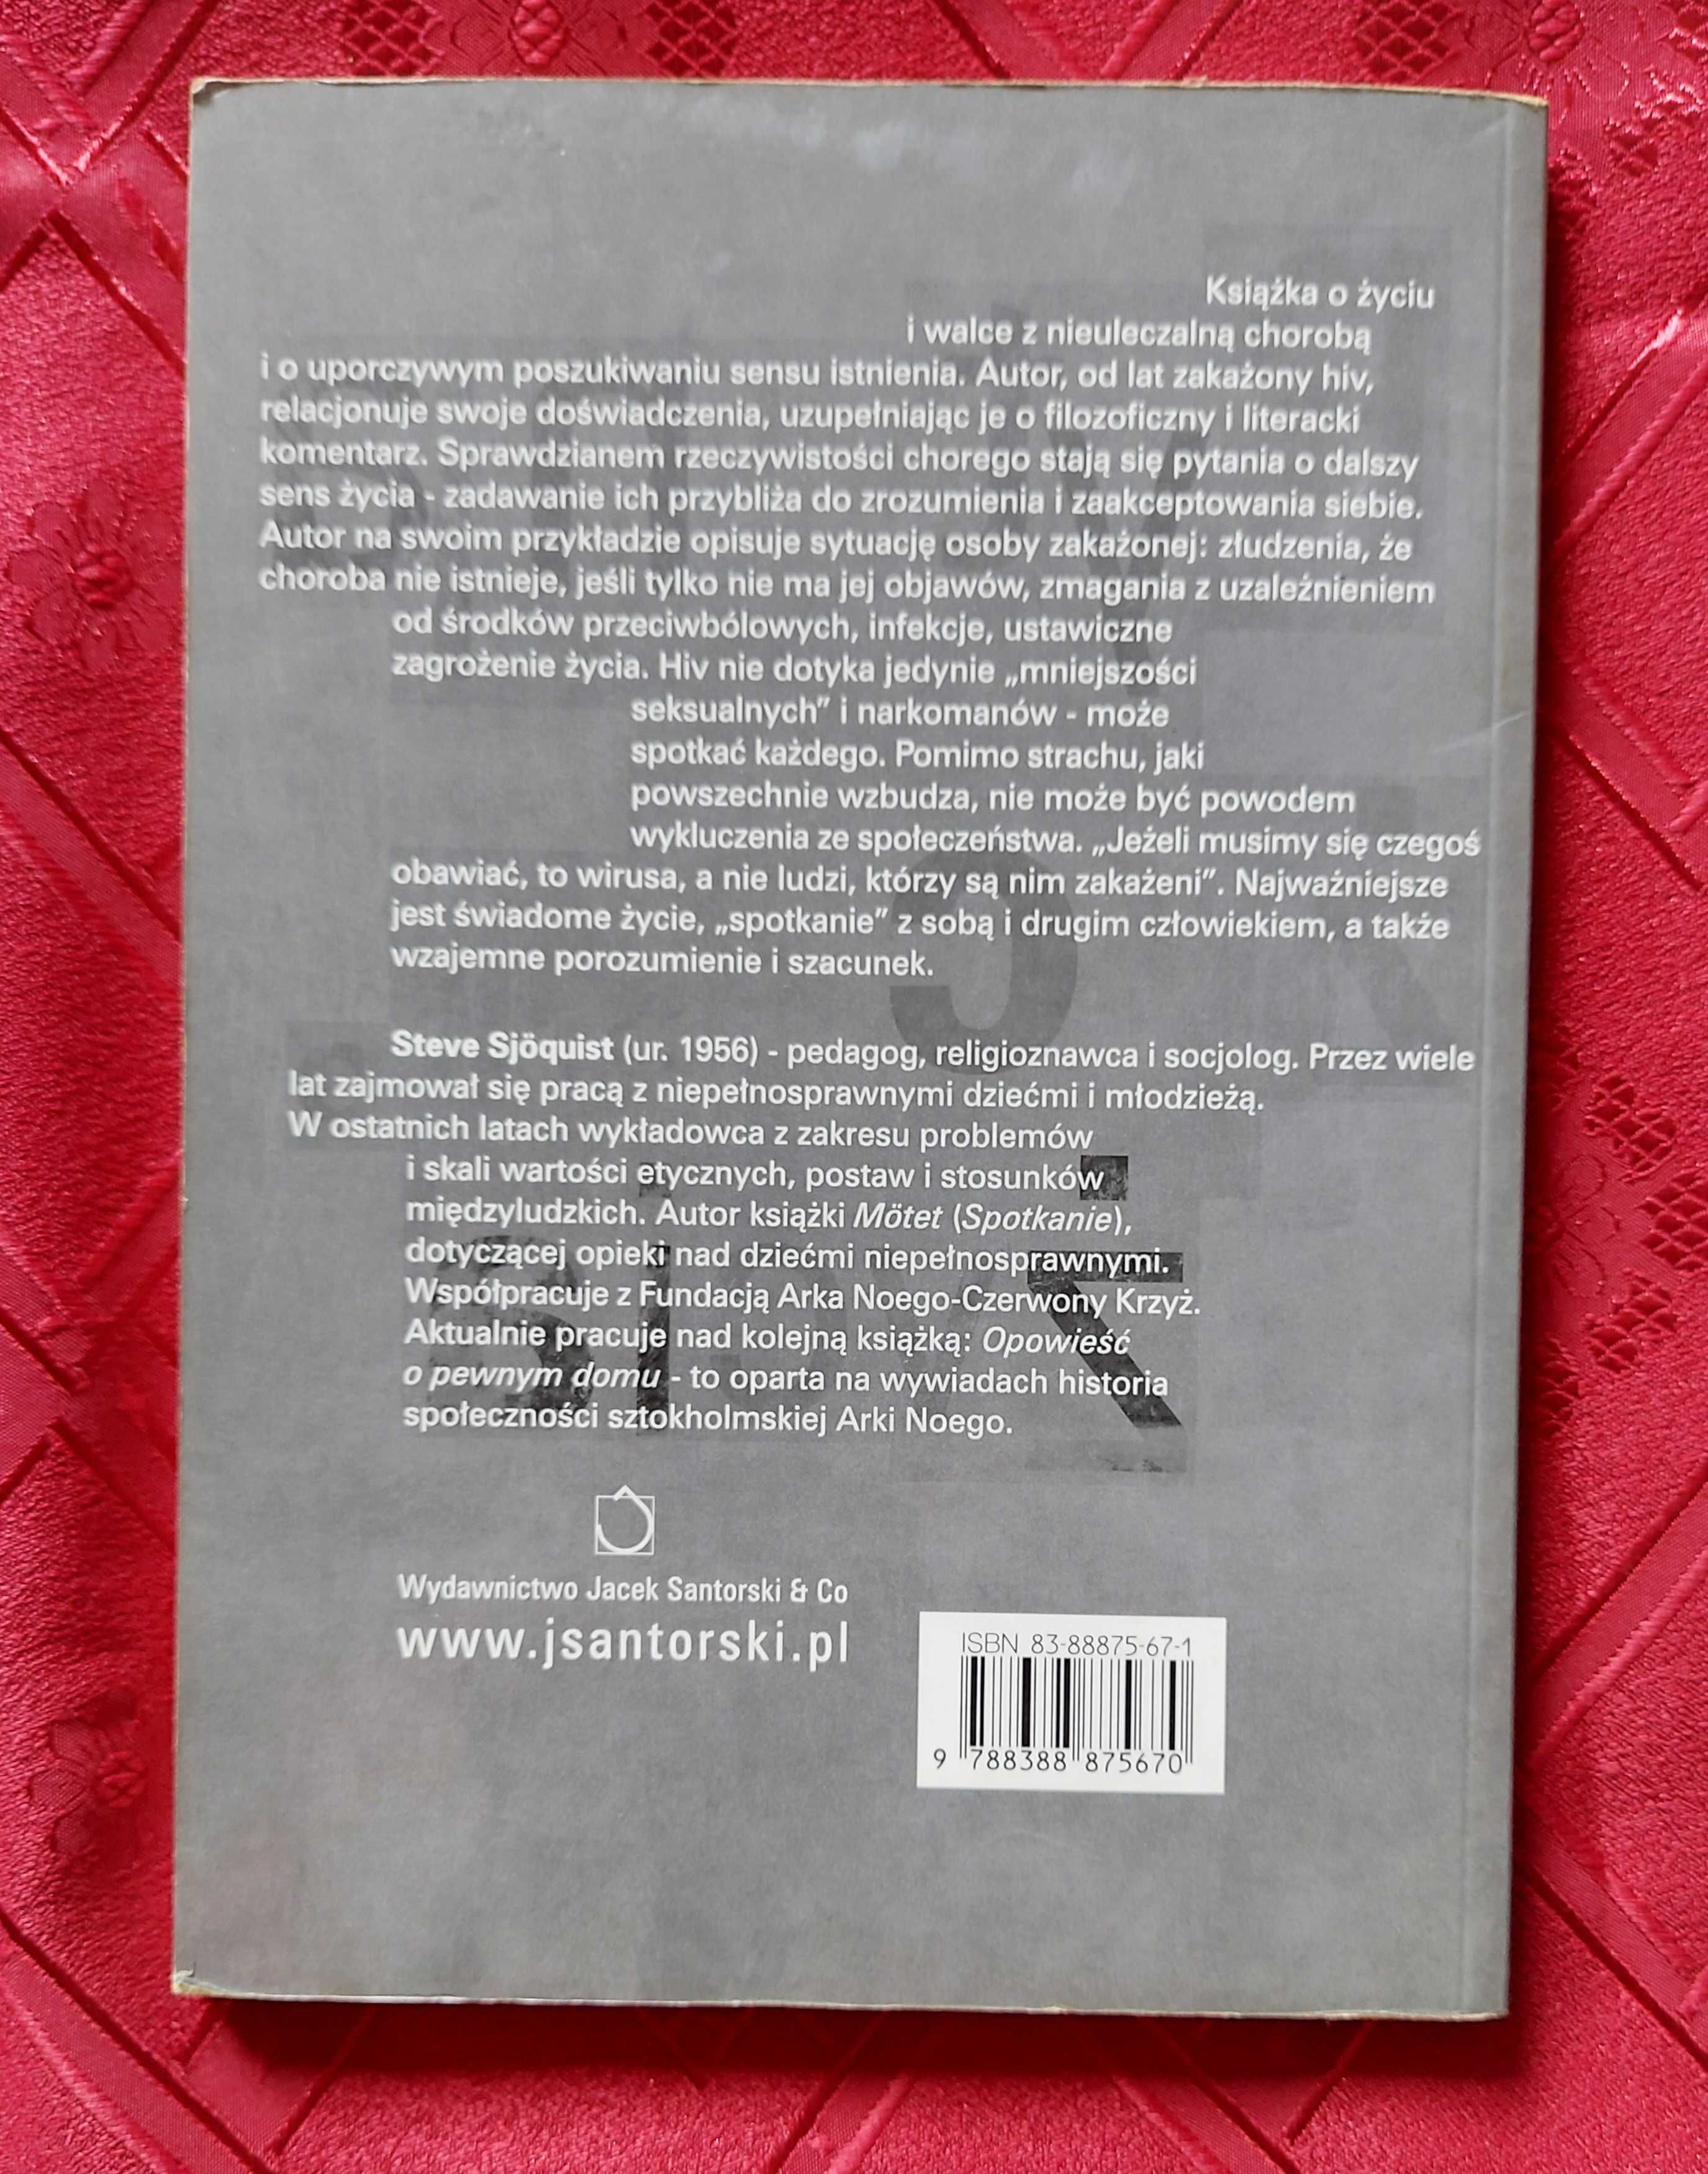 Książka o życiu
i walce z nieuleczalną chorobą
i o uporczywym poszukiwaniu sensu istnienia. Autor, od lat zakażony hiv,
relacjonuje swoje doświadczenia, uzupełniając je o filozoficzny i literacki
komentarz. Sprawdzianem rzeczywistości chorego stają się pytania o dalszy
sens życia - zadawanie ich przybliża do zrozumienia i zaakceptowania siebie.
Autor na swoim przykładzie opisuje sytuację osoby zakażonej: złudzenia, że
choroba nie istnieje, jeśli tylko nie ma jej objawów, zmagania z uzależnieniem
od środków przeciwbólowych, infekcje, ustawiczne
zagrożenie życia. Hiv nie dotyka jedynie „mniejszości
seksualnych” i narkomanów - może
spotkać każdego. Pomimo strachu, jaki
powszechnie wzbudza, nie może być powodem
wykluczenia ze społeczeństwa. „Jeżeli musimy się czegoś
obawiać, to wirusa, a nie ludzi, którzy są nim zakażeni”. Najważniejsze
jest świadome życie, „spotkanie” z sobą i drugim człowiekiem, a także
wzajemne porozumienie i szacunek.
Steve Sjöquist (ur. 1956) - pedagog, religioznawca i socjolog. Przez wiele
lat zajmował się pracą z niepełnosprawnymi dziećmi i młodzieżą.
W ostatnich latach wykładowca z zakresu problemów
i skali wartości etycznych, postaw i stosunków
międzyludzkich. Autor książki Mötet (Spotkanie),
dotyczącej opieki nad dziećmi niepełnosprawnymi.
Współpracuje z Fundacją Arka Noego-Czerwony Krzyż.
Aktualnie pracuje nad kolejną książką: Opowieść
o pewnym domu - to oparta na wywiadach historia
społeczności sztokholmskiej Arki Noego.
Wydawnictwo Jacek Santorski & Co
www.jsantorski.pl
ISBN 83-88875-67-1
9 788388 875670